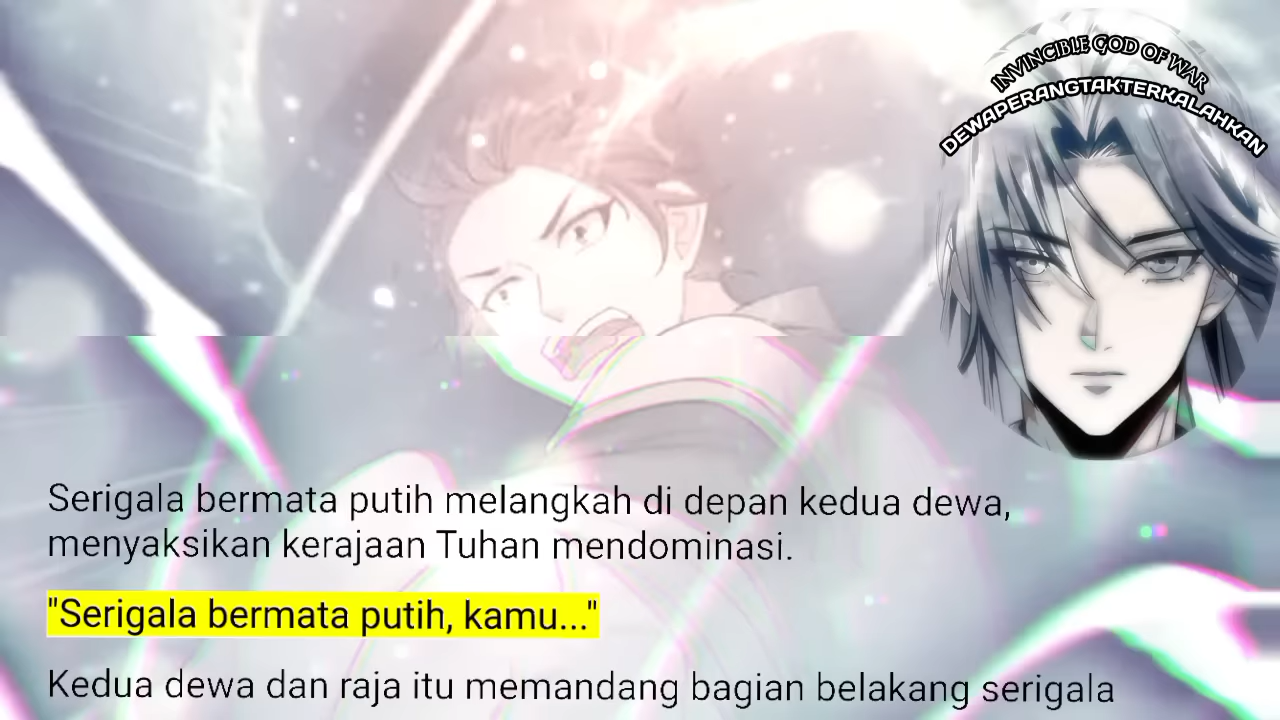 INVINCIBLE GOD OF WAR
DEWAPERANGTAKTERKALAHKAN
Serigala bermata putih melangkah di depan kedua dewa,
menyaksikan kerajaan Tuhan mendominasi.
"Serigala bermata putih, kamu..."
Kedua dewa dan raja itu memandang bagian belakang serigala